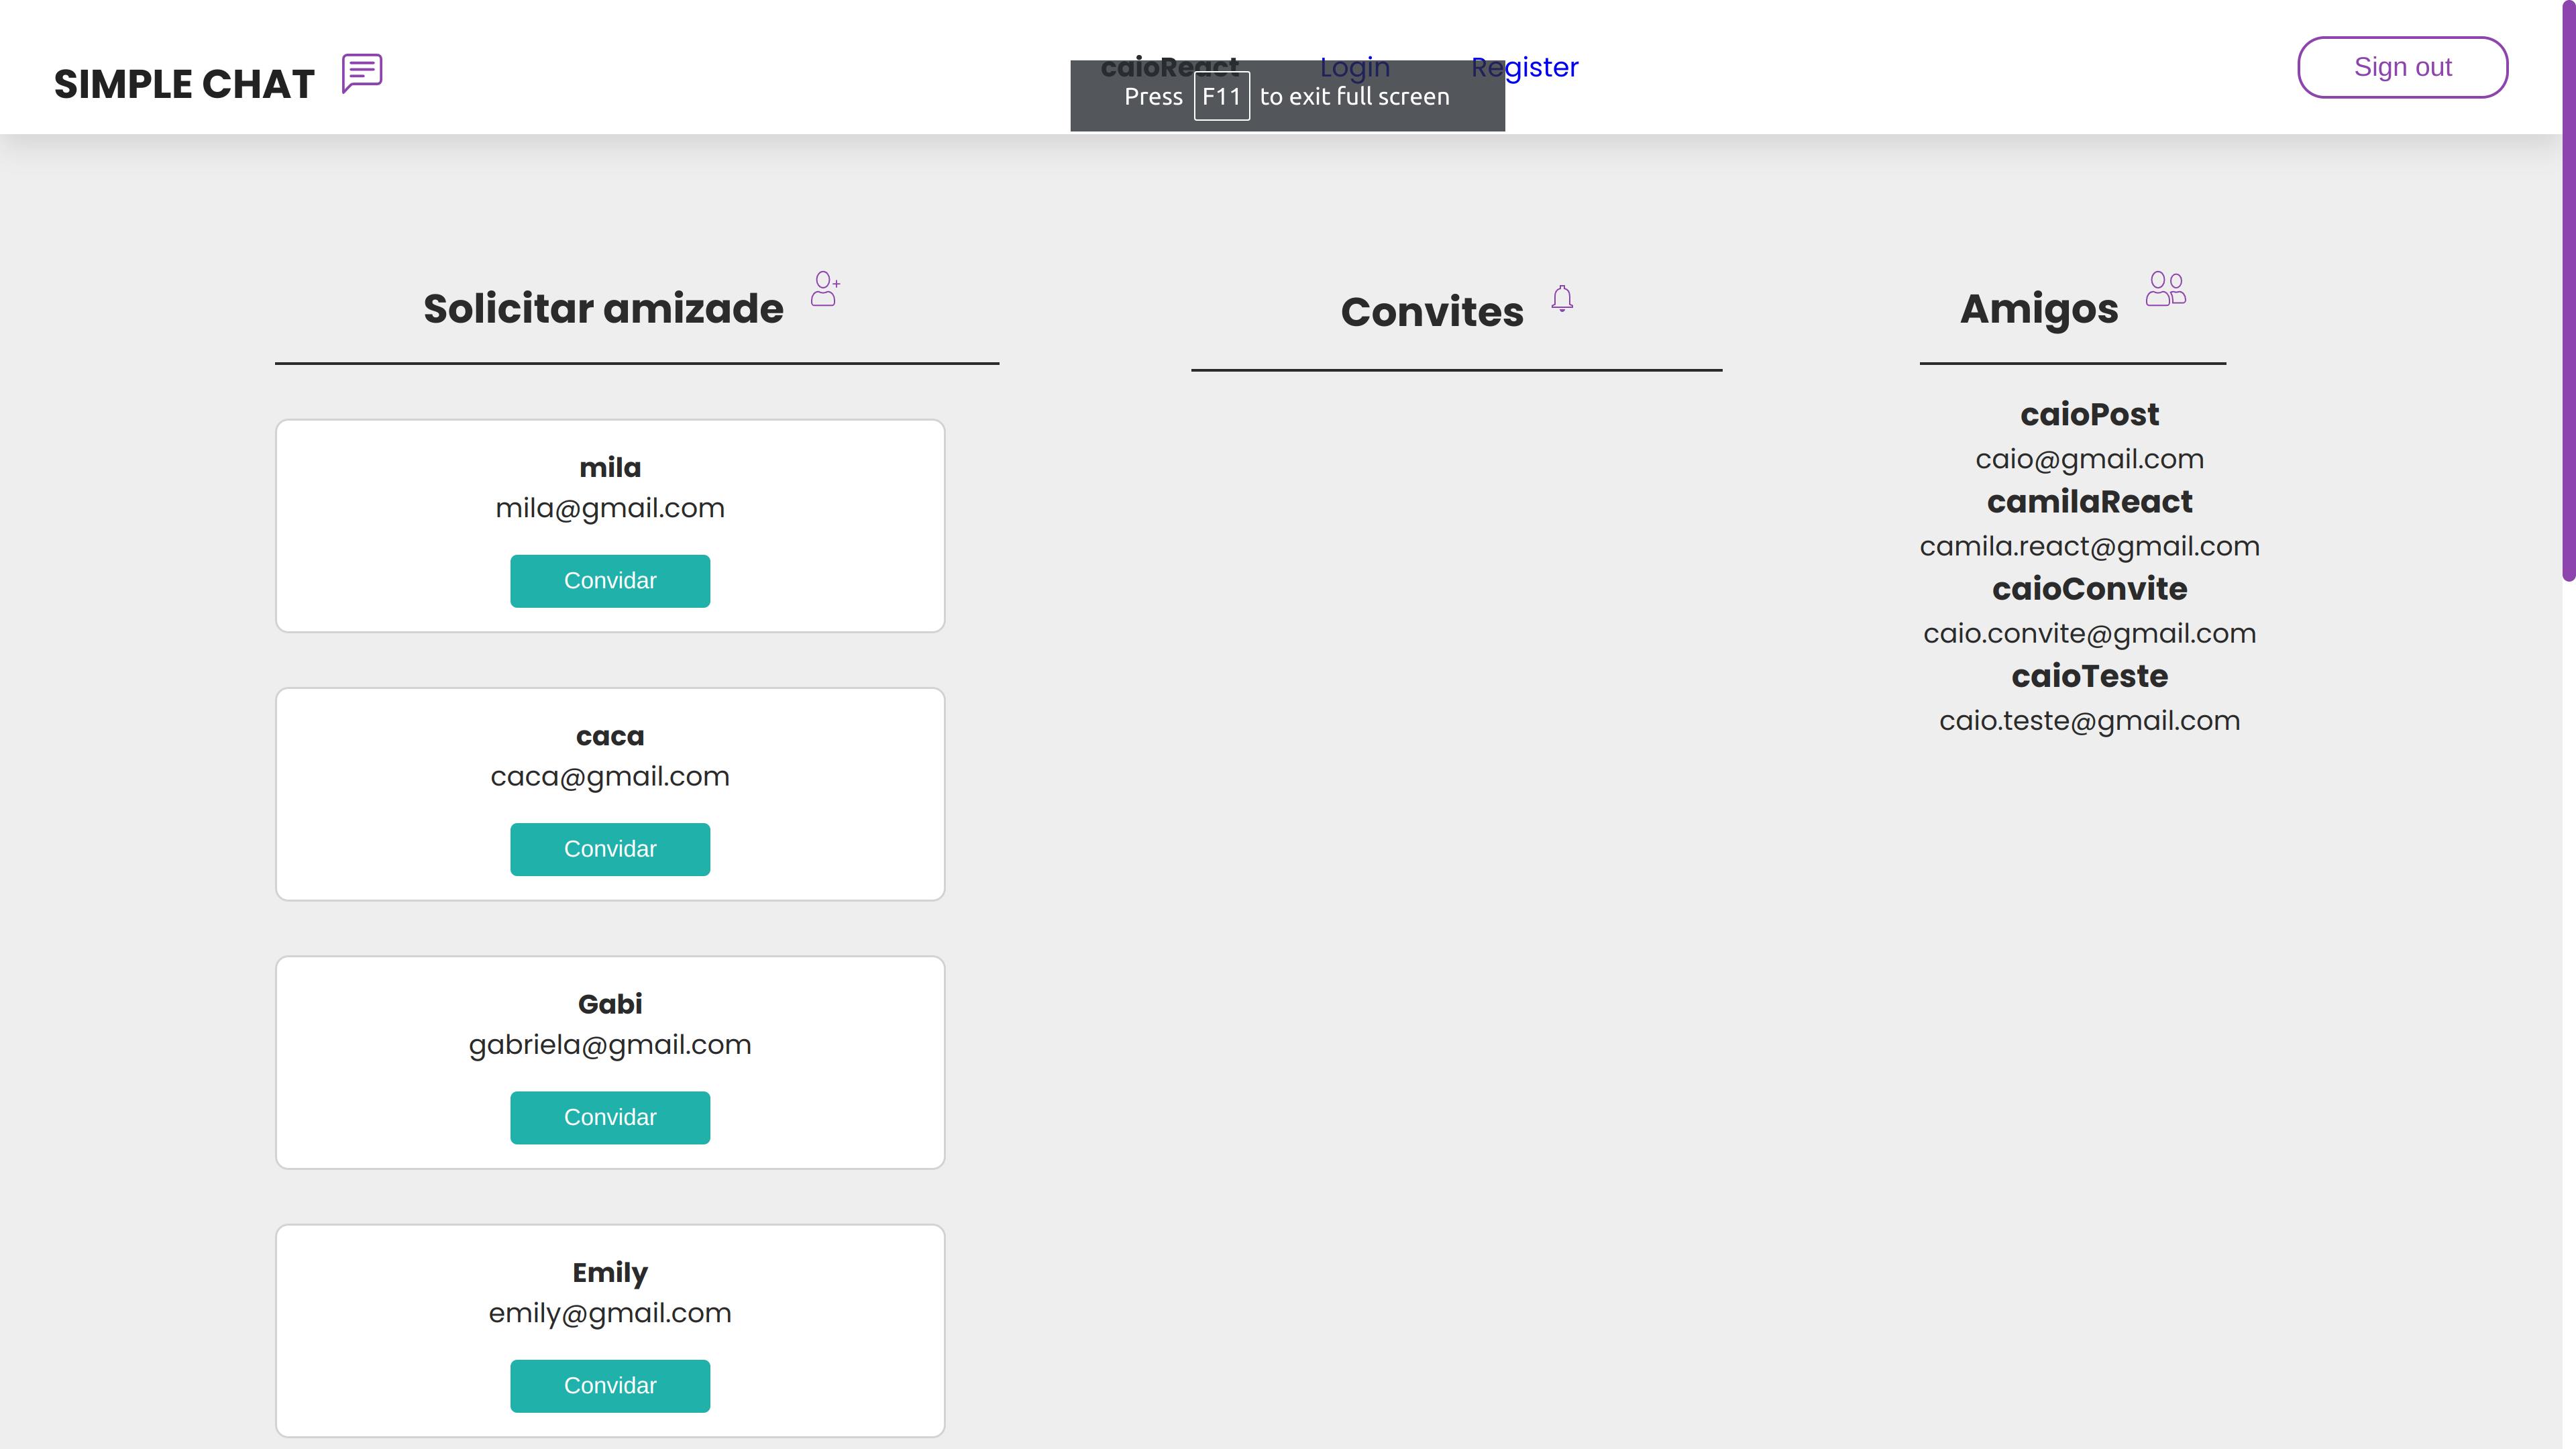 SIMPLE CHAT
caioReact Login Register
Sign out
Press F11 to exit full screen
Solicitar amizade
mila
mila@gmail.com
Convidar
caca
caca@gmail.com
Convidar
Gabi
gabriela@gmail.com
Convidar
Emily
emily@gmail.com
Convidar
Convites
Amigos
caioPost
caio@gmail.com
camilaReact
camila.react@gmail.com
caioConvite
caio.convite@gmail.com
caioTeste
caio.teste@gmail.com